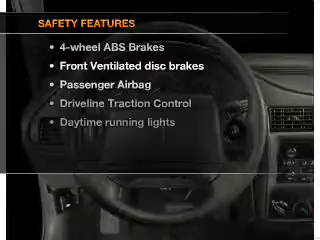 SAFETY FEATURES
• 4-wheel ABS Brakes
• Front Ventilated disc brakes
• Passenger Airbag
• Driveline Traction Control
• Daytime running lights